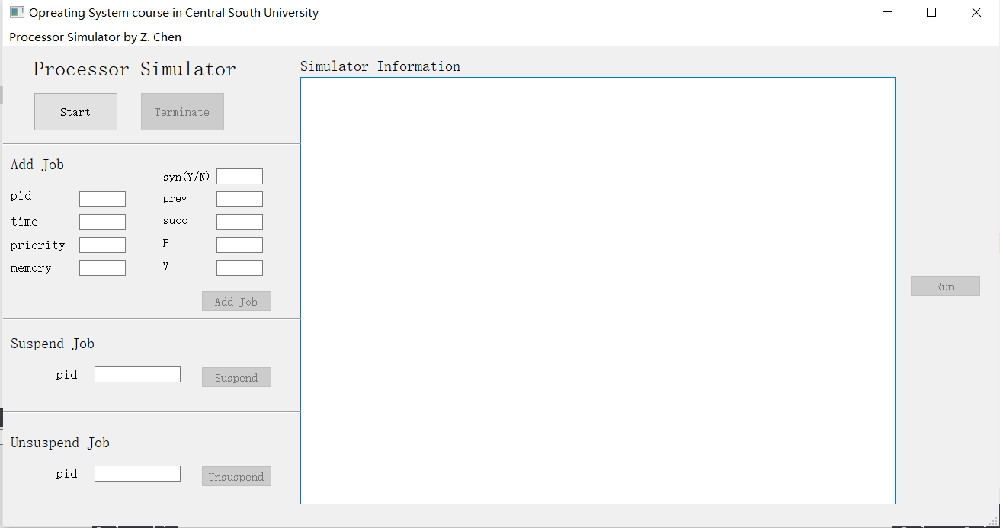 Opreating System course in Central South University
Processor Simulator by Z. Chen
Processor Simulator
Start
Terminate
Add Job
pid
time
priority
memory
syn(Y/N)
prev
succ
P
V
Add Job
Suspend Job
pid
Suspend
Unsuspend Job
pid
Unsuspend
Simulator Information
Run